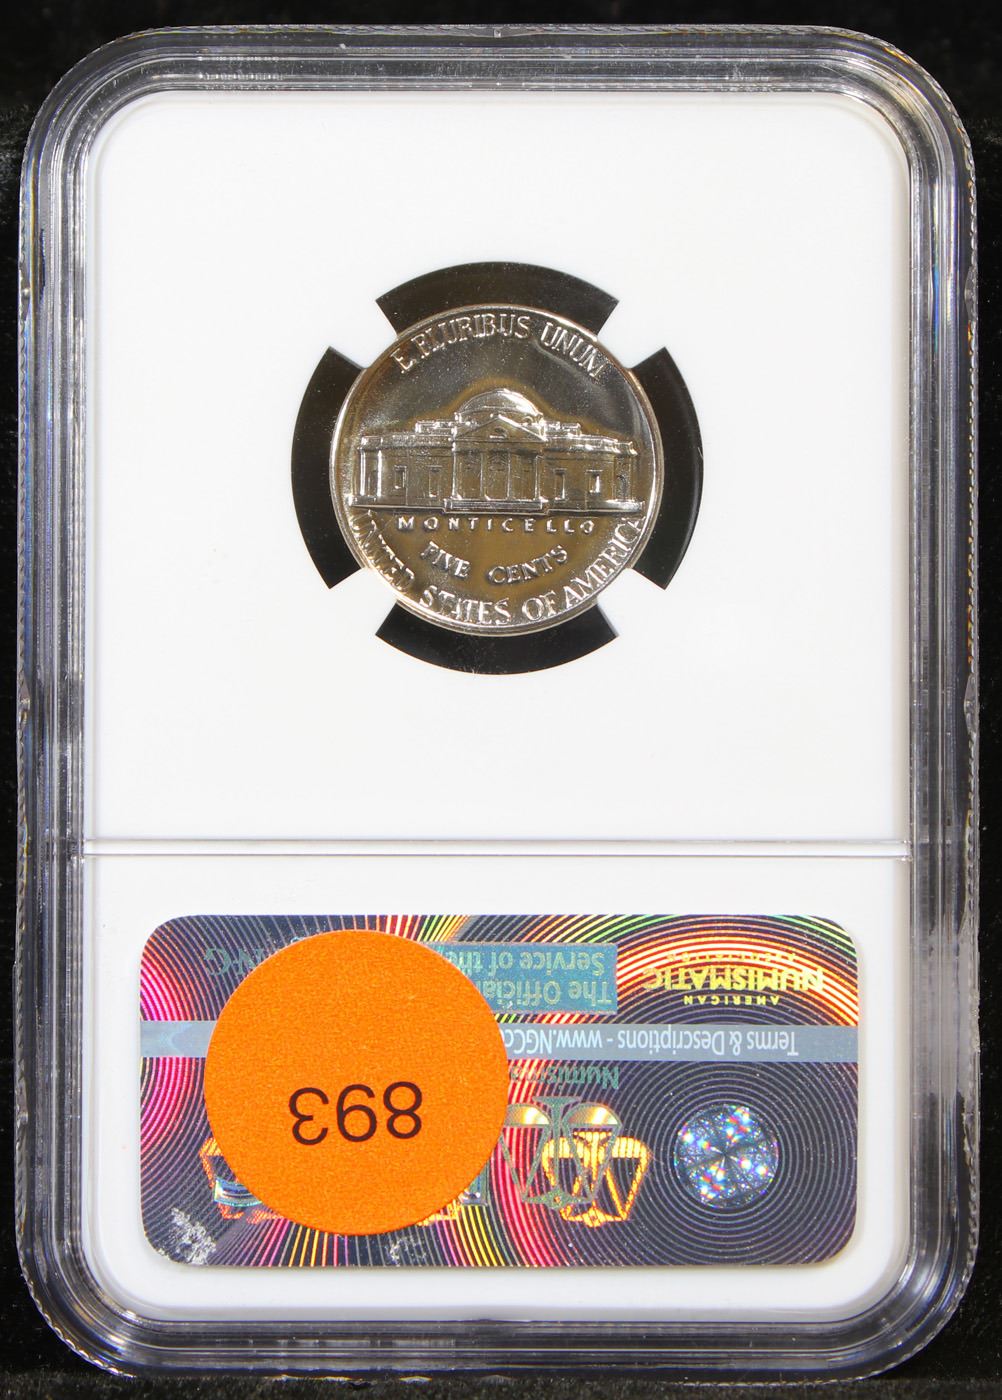 E PLURIBUS UNUM
MONTICELLO
FIVE CENTS
UNITED STATES OF AMERICA
The Official
Service of the
AMERICAN
NUMISMATIC
Terms & Descriptions - www.NGC
893